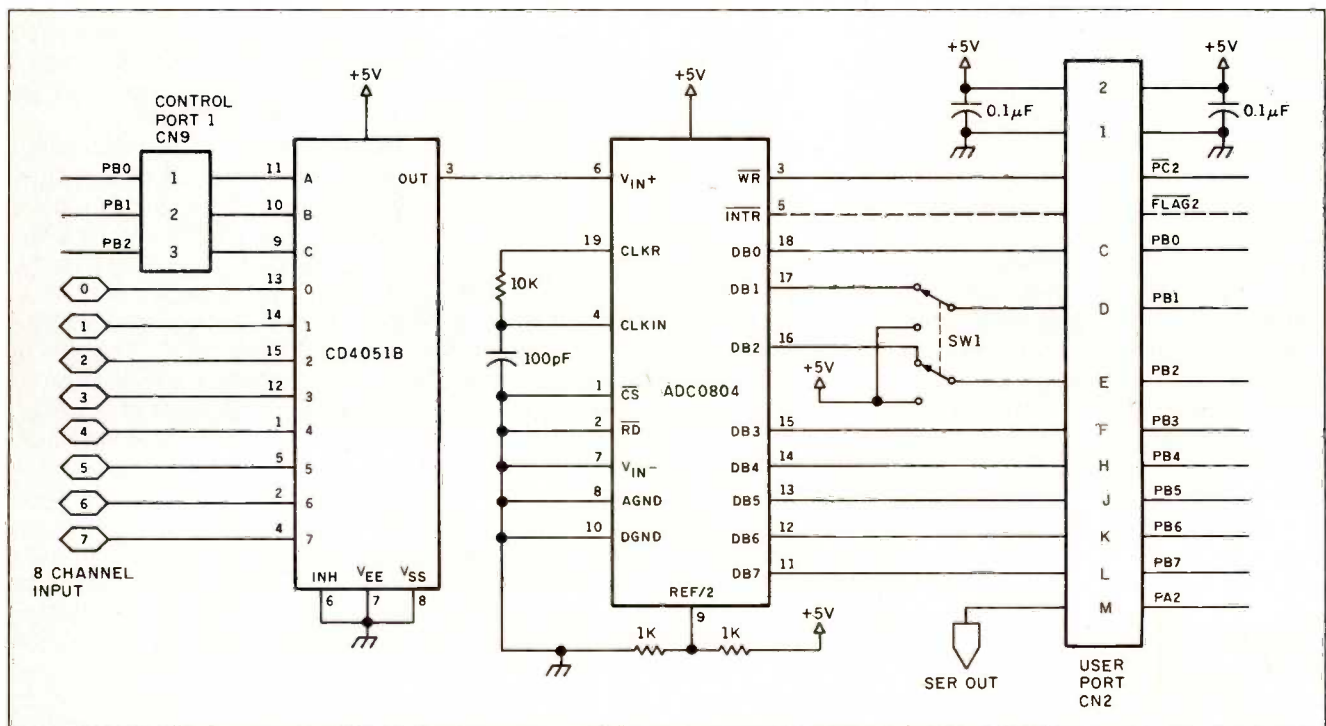 CONTROL
PORT 1
CN9
PB0
1
PB1
2
PB2
3
8 CHANNEL
INPUT
0
1
2
3
4
5
6
7
+5V
11
A
10
B
9
C
13
0
14
1
15
2
12
3
1
4
5
5
2
6
4
7
CD4051B
OUT
3
INH
VEE
VSS
6
7
8
+5V
6
VIN+
19
CLKR
10K
4
CLKIN
100pF
1
CS
2
RD
7
VIN-
8
AGND
10
DGND
ADC0804
WR
3
INTR
5
DB0
18
DB1
17
DB2
16
DB3
15
DB4
14
DB5
13
DB6
12
DB7
11
REF/2
9
1K
1K
+5V
SW1
+5V
+5V
0.1μF
2
1
+5V
0.1μF
PC2
FLAG2
C
PB0
D
PB1
E
PB2
F
PB3
H
PB4
J
PB5
K
PB6
L
PB7
M
PA2
SER OUT
USER
PORT
CN2